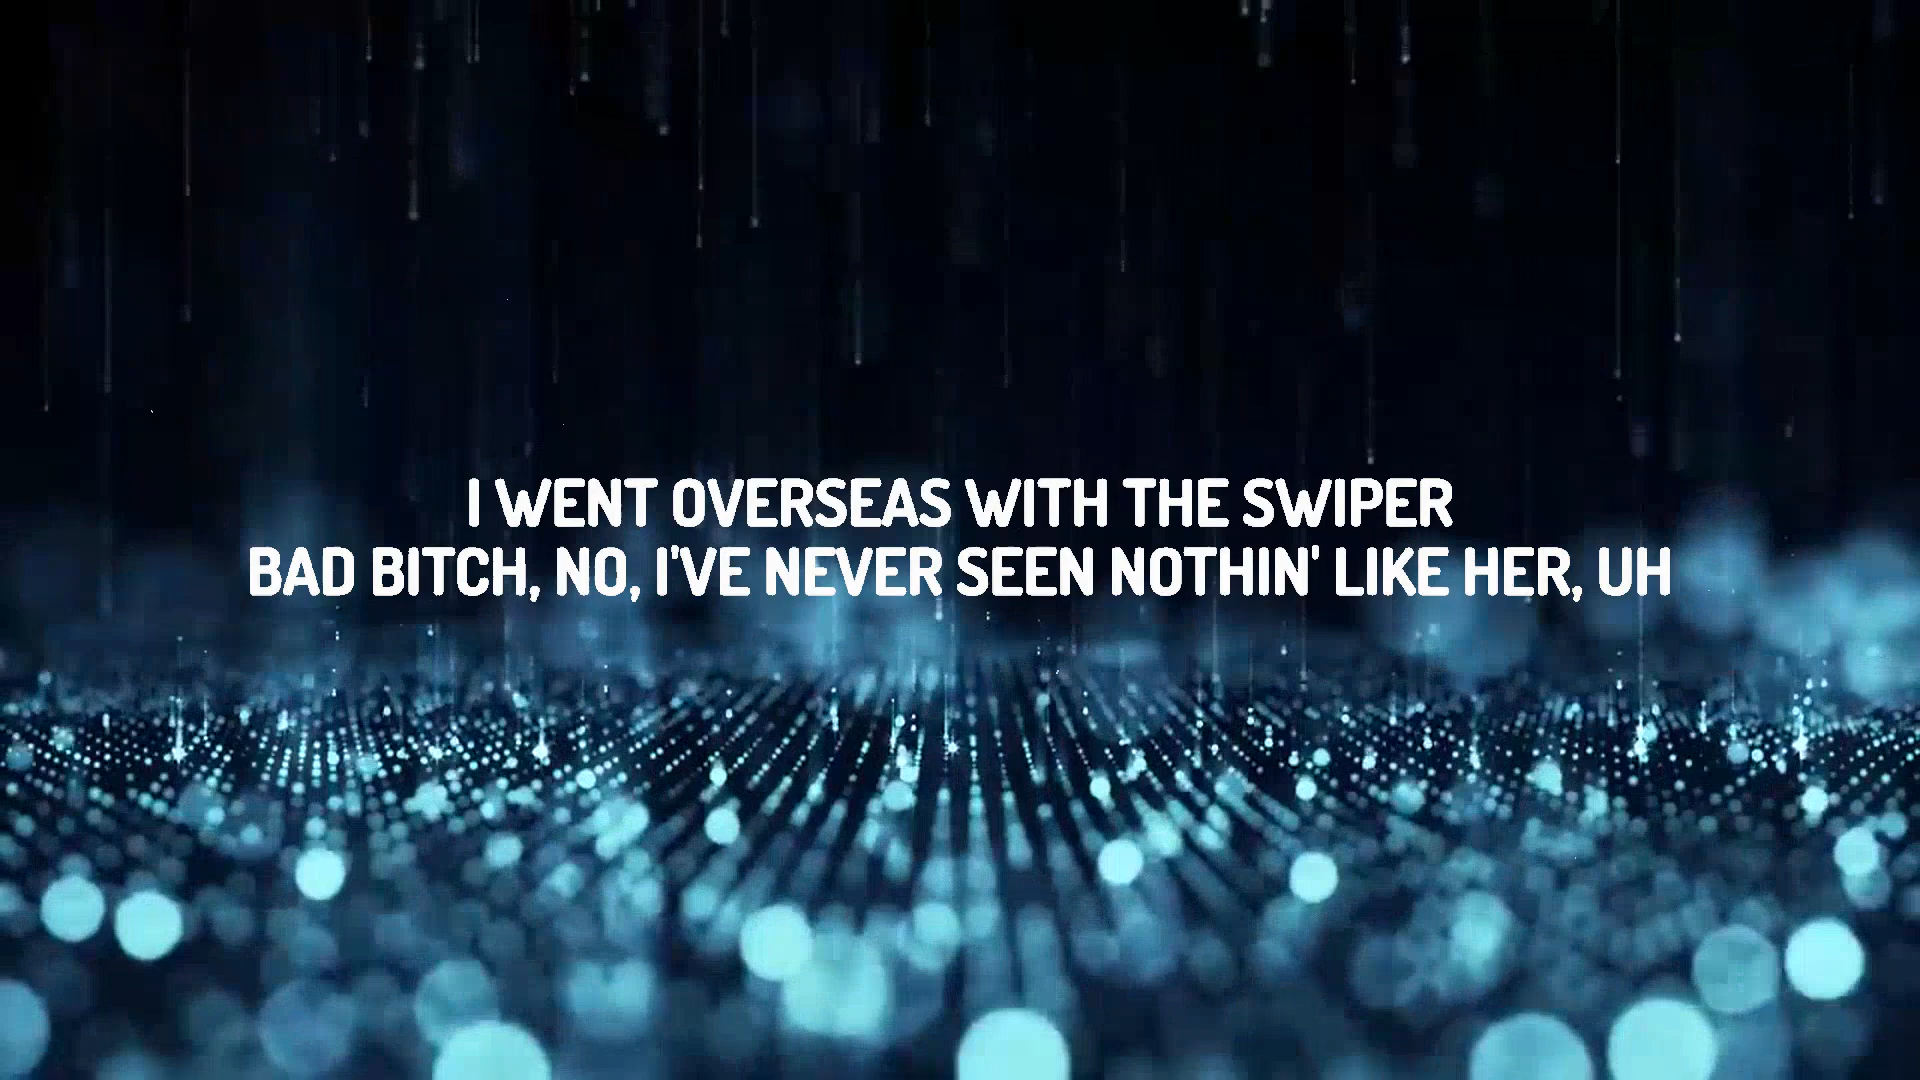 I WENT OVERSEAS WITH THE SWIPER
BAD BITCH, NO, I'VE NEVER SEEN NOTHIN' LIKE HER, UH